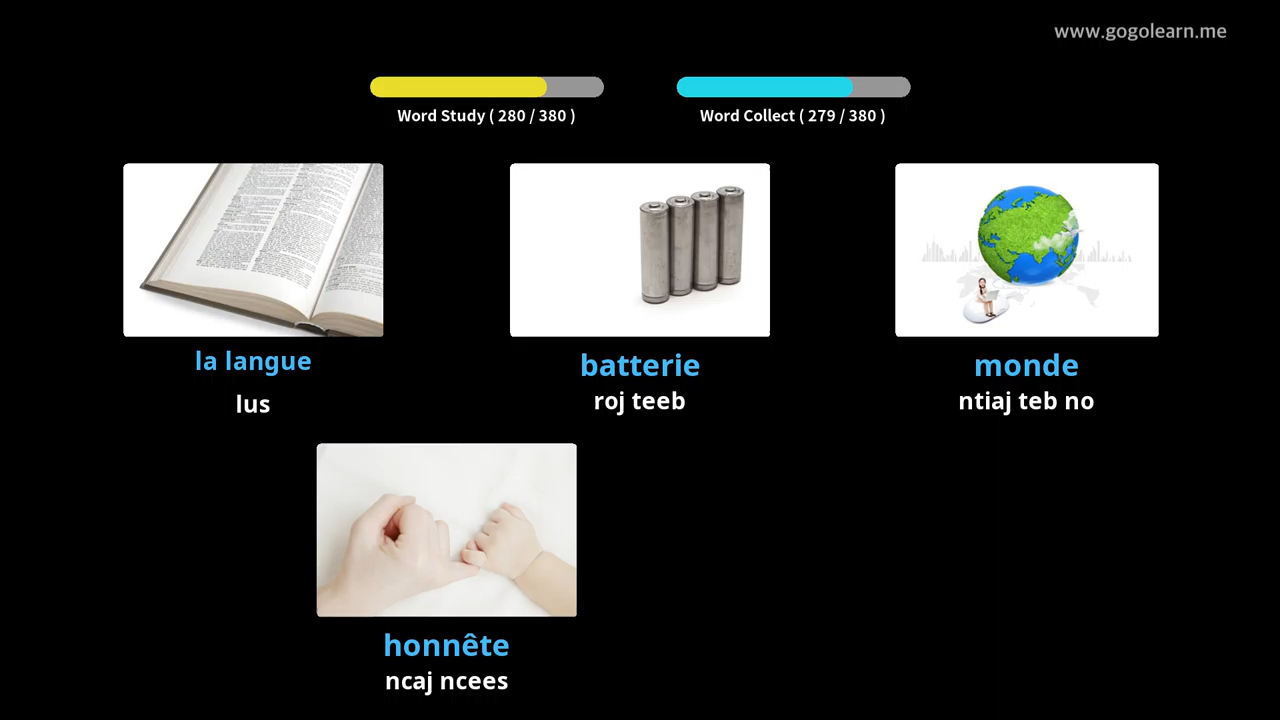 www.gogolearn.me
Word Study ( 280 / 380 )
Word Collect ( 279 / 380 )
la langue
lus
batterie
roj teeb
monde
ntiaj teb no
honnête
ncaj ncees